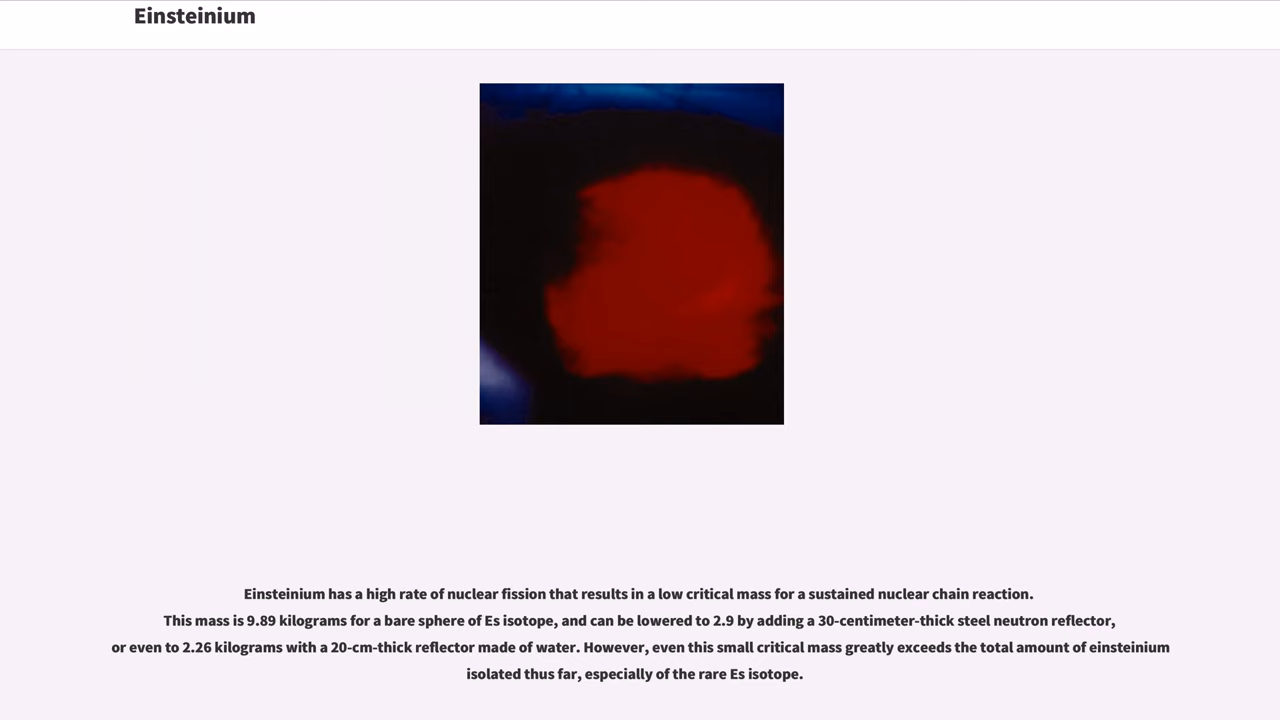 Einsteinium
Einsteinium has a high rate of nuclear fission that results in a low critical mass for a sustained nuclear chain reaction.
This mass is 9.89 kilograms for a bare sphere of Es isotope, and can be lowered to 2.9 by adding a 30-centimeter-thick steel neutron reflector,
or even to 2.26 kilograms with a 20-cm-thick reflector made of water. However, even this small critical mass greatly exceeds the total amount of einsteinium
isolated thus far, especially of the rare Es isotope.